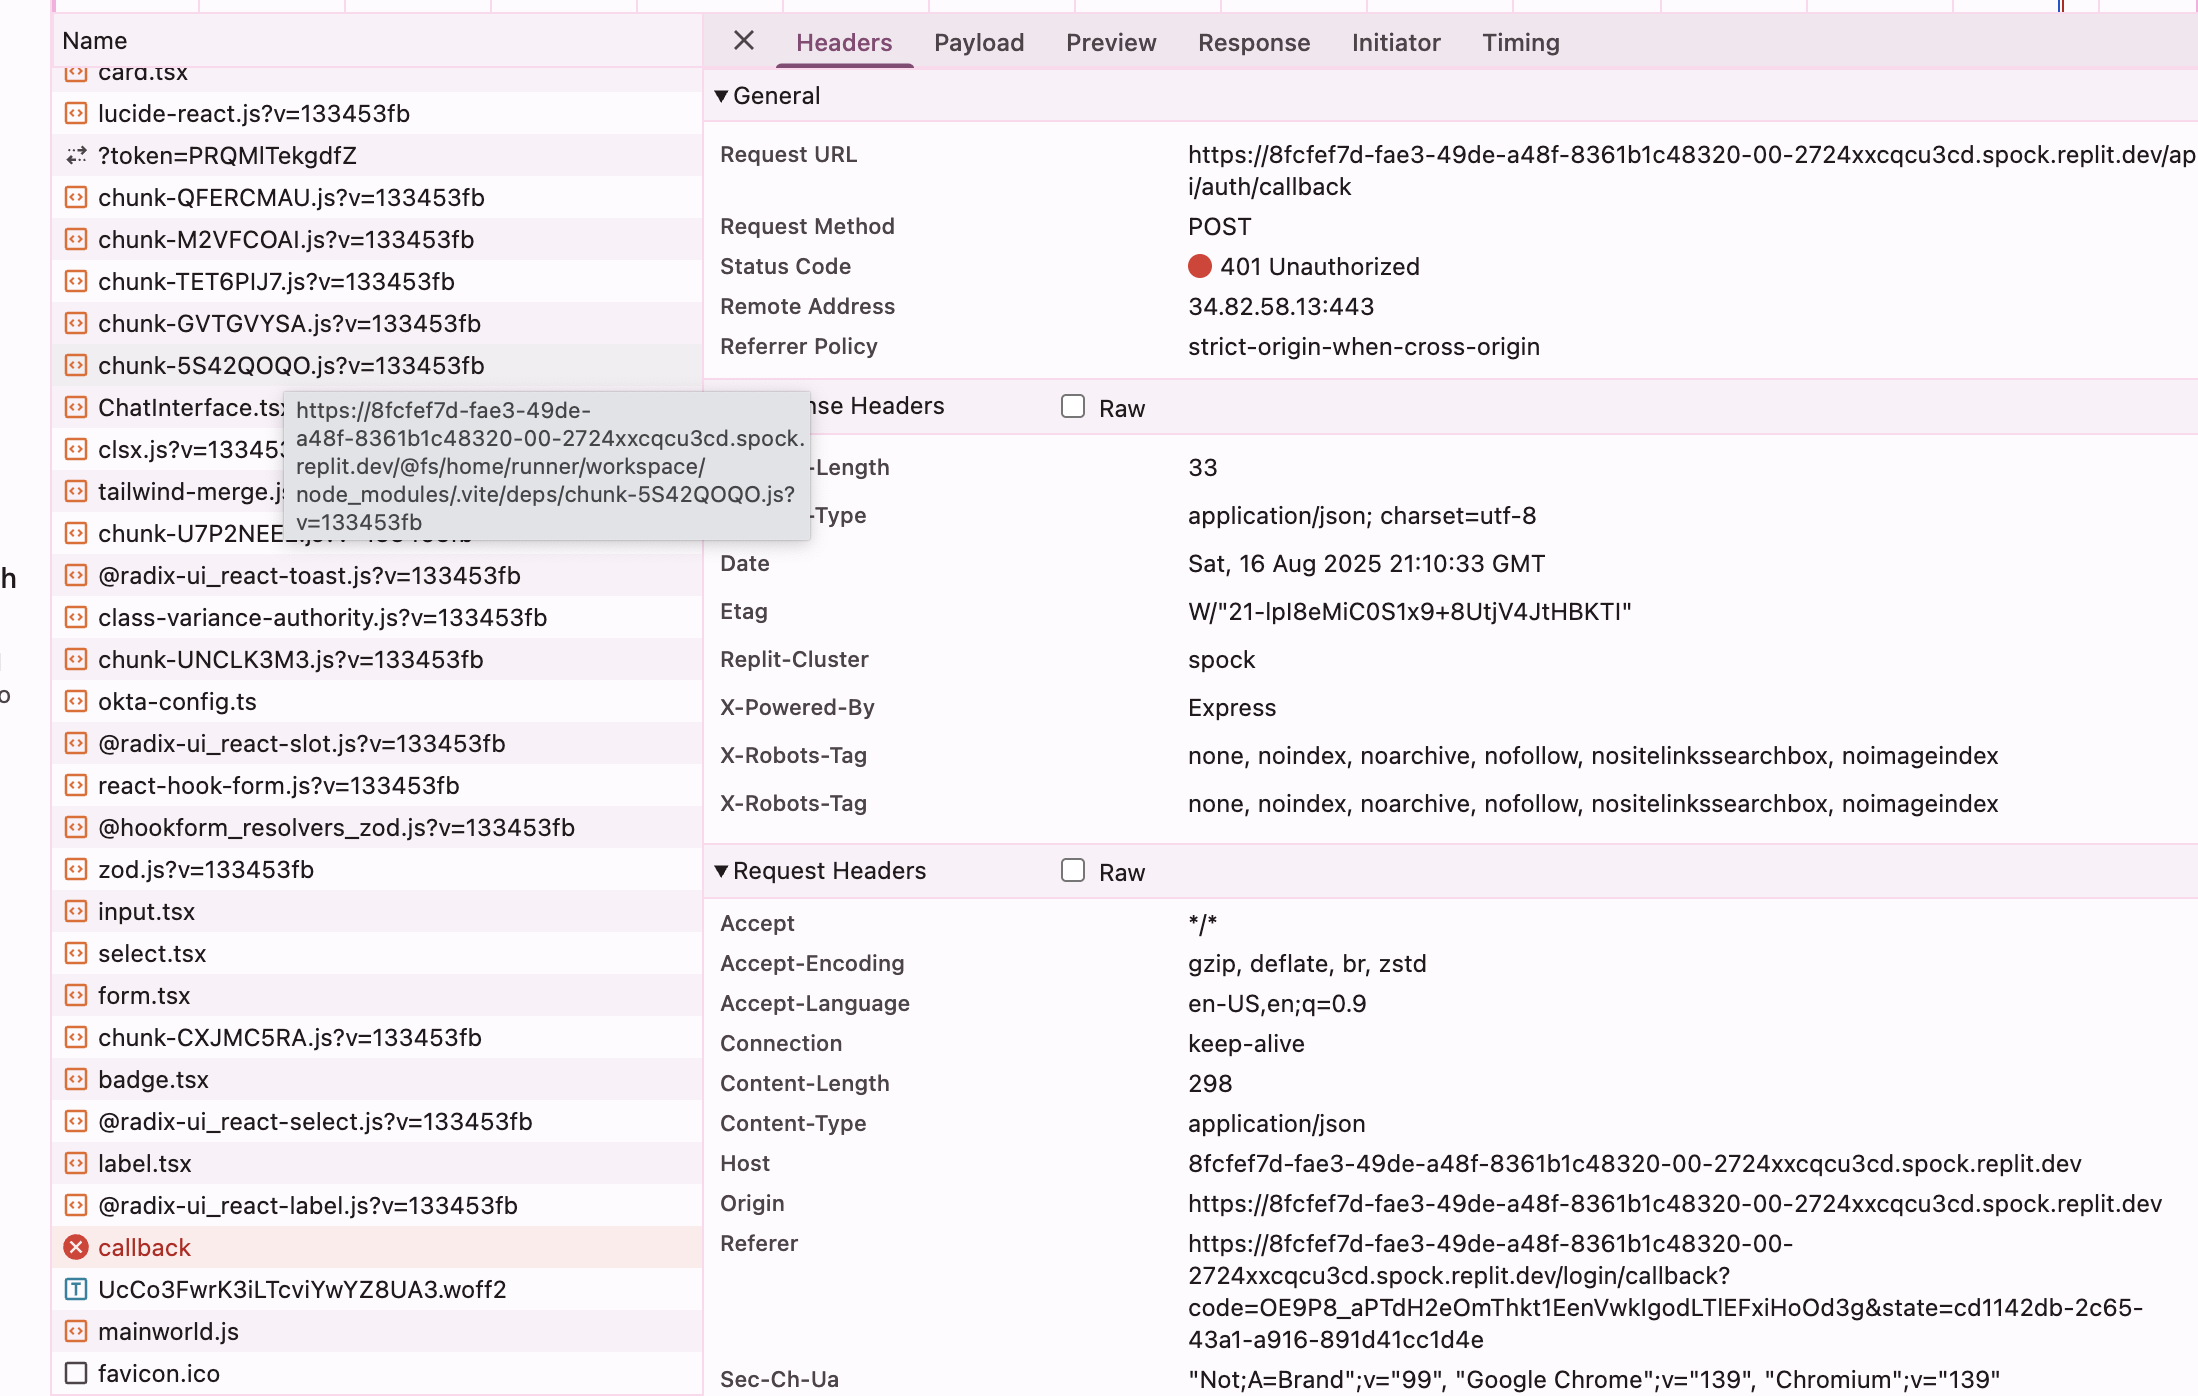 Name
card.tsx
lucide-react.js?v=133453fb
?token=PRQMlTekgdfZ
chunk-QFERCMAU.js?v=133453fb
chunk-M2VFCOAI.js?v=133453fb
chunk-TET6PIJ7.js?v=133453fb
chunk-GVTGVYSA.js?v=133453fb
chunk-5S42QOQO.js?v=133453fb
ChatInterface.tsx
clsx.js?v=13345
tailwind-merge.js
chunk-U7P2NEE
@radix-ui_react-toast.js?v=133453fb
class-variance-authority.js?v=133453fb
chunk-UNCLK3M3.js?v=133453fb
okta-config.ts
@radix-ui_react-slot.js?v=133453fb
react-hook-form.js?v=133453fb
@hookform_resolvers_zod.js?v=133453fb
zod.js?v=133453fb
input.tsx
select.tsx
form.tsx
chunk-CXJMC5RA.js?v=133453fb
badge.tsx
@radix-ui_react-select.js?v=133453fb
label.tsx
@radix-ui_react-label.js?v=133453fb
callback
UcCo3FwrK3iLTcviYwYZ8UA3.woff2
mainworld.js
favicon.ico
https://8fcfef7d-fae3-49de-
a48f-8361b1c48320-00-2724xxcqcu3cd.spock.
replit.dev/@fs/home/runner/workspace/
node_modules/.vite/deps/chunk-5S42QOQO.js?
v=133453fb
h
o
Headers Payload Preview Response Initiator Timing
General
Request URL https://8fcfef7d-fae3-49de-a48f-8361b1c48320-00-2724xxcqcu3cd.spock.replit.dev/ap
i/auth/callback
Request Method POST
Status Code 401 Unauthorized
Remote Address 34.82.58.13:443
Referrer Policy strict-origin-when-cross-origin
nse Headers Raw
-Length 33
-Type application/json; charset=utf-8
Date Sat, 16 Aug 2025 21:10:33 GMT
Etag W/"21-lpI8eMiC0S1x9+8UtjV4JtHBKTI"
Replit-Cluster spock
X-Powered-By Express
X-Robots-Tag none, noindex, noarchive, nofollow, nositelinkssearchbox, noimageindex
X-Robots-Tag none, noindex, noarchive, nofollow, nositelinkssearchbox, noimageindex
Request Headers Raw
Accept */*
Accept-Encoding gzip, deflate, br, zstd
Accept-Language en-US,en;q=0.9
Connection keep-alive
Content-Length 298
Content-Type application/json
Host 8fcfef7d-fae3-49de-a48f-8361b1c48320-00-2724xxcqcu3cd.spock.replit.dev
Origin https://8fcfef7d-fae3-49de-a48f-8361b1c48320-00-2724xxcqcu3cd.spock.replit.dev
Referer https://8fcfef7d-fae3-49de-a48f-8361b1c48320-00-
2724xxcqcu3cd.spock.replit.dev/login/callback?
code=OE9P8_aPTdH2eOmThkt1EenVwkIgodLTlEFxiHoOd3g&state=cd1142db-2c65-
43a1-a916-891d41cc1d4e
Sec-Ch-Ua "Not;A=Brand";v="99", "Google Chrome";v="139", "Chromium";v="139"